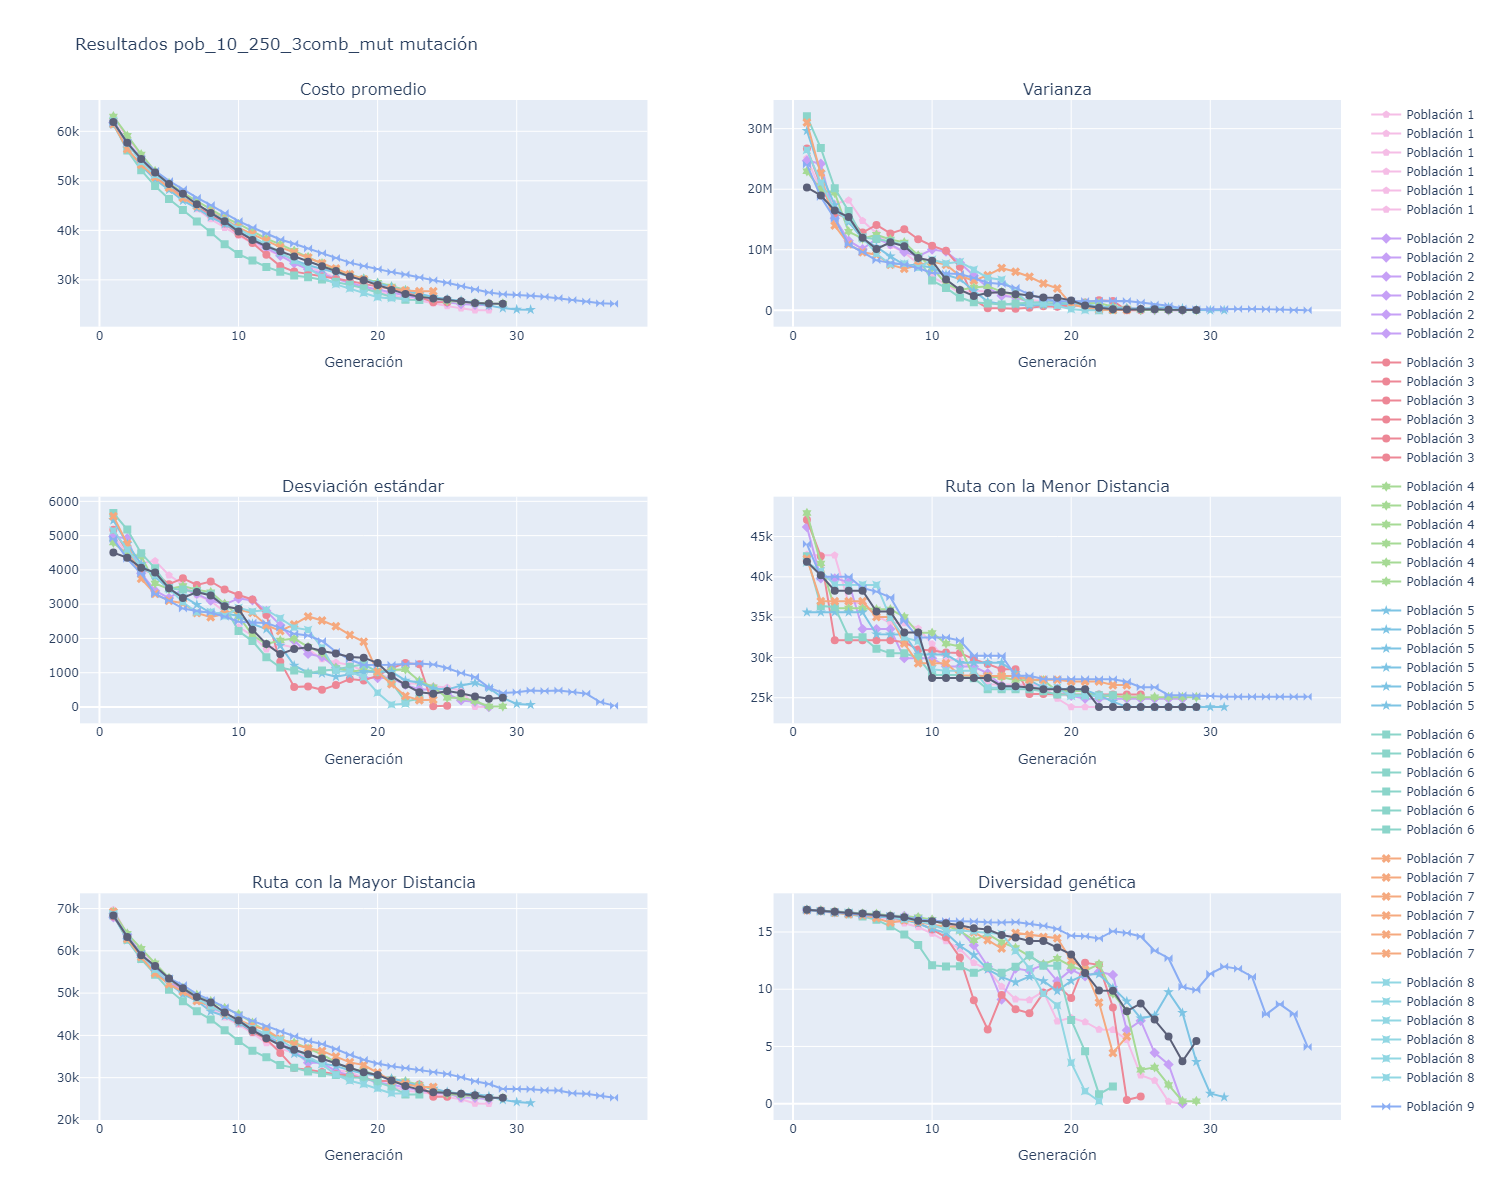 Resultados pob_10_250_3comb_mut mutación
Costo promedio
60k
50k
40k
30k
0
10
20
30
Generación
Varianza
30M
20M
10M
0
0
10
20
30
Generación
Desviación estándar
6000
5000
4000
3000
2000
1000
0
0
10
20
30
Generación
Ruta con la Menor Distancia
45k
40k
35k
30k
25k
0
10
20
30
Generación
Ruta con la Mayor Distancia
70k
60k
50k
40k
30k
20k
0
10
20
30
Generación
Diversidad genética
15
10
5
0
0
10
20
30
Generación
Población 1
Población 1
Población 1
Población 1
Población 1
Población 1
Población 2
Población 2
Población 2
Población 2
Población 2
Población 2
Población 3
Población 3
Población 3
Población 3
Población 3
Población 3
Población 4
Población 4
Población 4
Población 4
Población 4
Población 4
Población 5
Población 5
Población 5
Población 5
Población 5
Población 5
Población 6
Población 6
Población 6
Población 6
Población 6
Población 6
Población 7
Población 7
Población 7
Población 7
Población 7
Población 7
Población 8
Población 8
Población 8
Población 8
Población 8
Población 8
Población 9